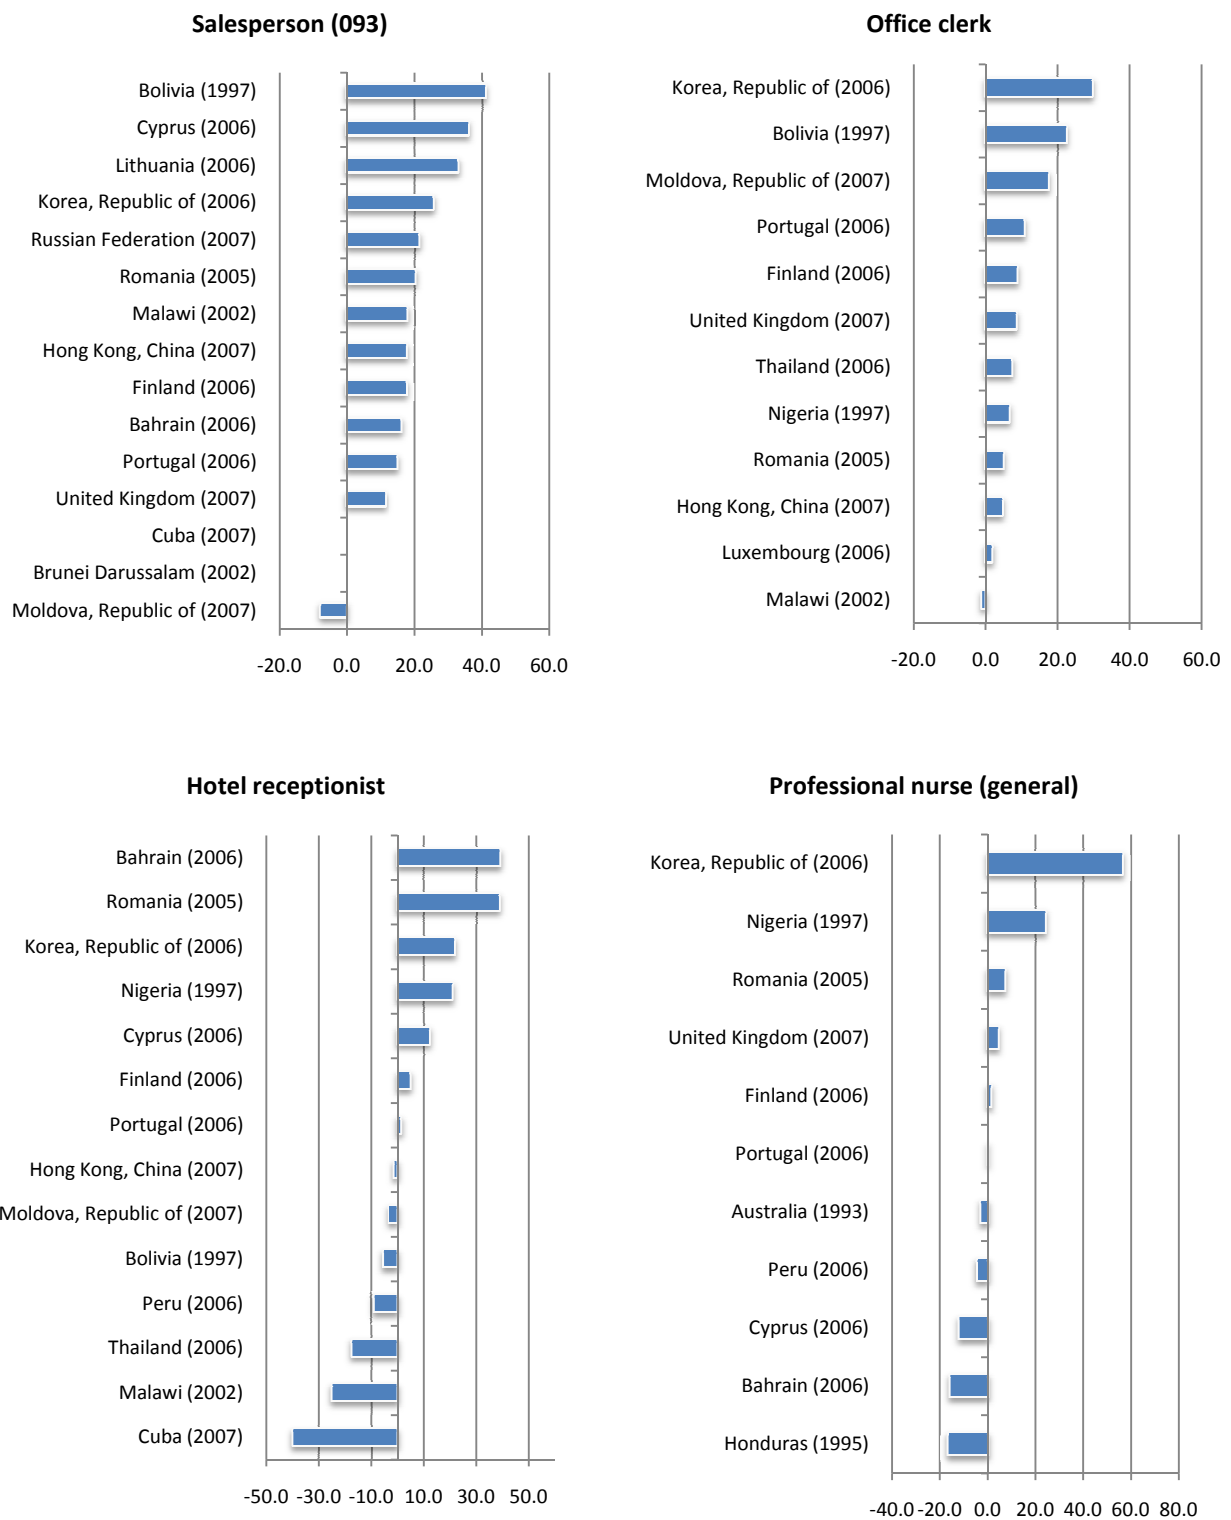 Salesperson (093)
Bolivia (1997)
Cyprus (2006)
Lithuania (2006)
Korea, Republic of (2006)
Russian Federation (2007)
Romania (2005)
Malawi (2002)
Hong Kong, China (2007)
Finland (2006)
Bahrain (2006)
Portugal (2006)
United Kingdom (2007)
Cuba (2007)
Brunei Darussalam (2002)
Moldova, Republic of (2007)
-20.0 0.0 20.0 40.0 60.0
Office clerk
Korea, Republic of (2006)
Bolivia (1997)
Moldova, Republic of (2007)
Portugal (2006)
Finland (2006)
United Kingdom (2007)
Thailand (2006)
Nigeria (1997)
Romania (2005)
Hong Kong, China (2007)
Luxembourg (2006)
Malawi (2002)
-20.0 0.0 20.0 40.0 60.0
Hotel receptionist
Bahrain (2006)
Romania (2005)
Korea, Republic of (2006)
Nigeria (1997)
Cyprus (2006)
Finland (2006)
Portugal (2006)
Hong Kong, China (2007)
Moldova, Republic of (2007)
Bolivia (1997)
Peru (2006)
Thailand (2006)
Malawi (2002)
Cuba (2007)
-50.0 -30.0 -10.0 10.0 30.0 50.0
Professional nurse (general)
Korea, Republic of (2006)
Nigeria (1997)
Romania (2005)
United Kingdom (2007)
Finland (2006)
Portugal (2006)
Australia (1993)
Peru (2006)
Cyprus (2006)
Bahrain (2006)
Honduras (1995)
-40.0 -20.0 0.0 20.0 40.0 60.0 80.0